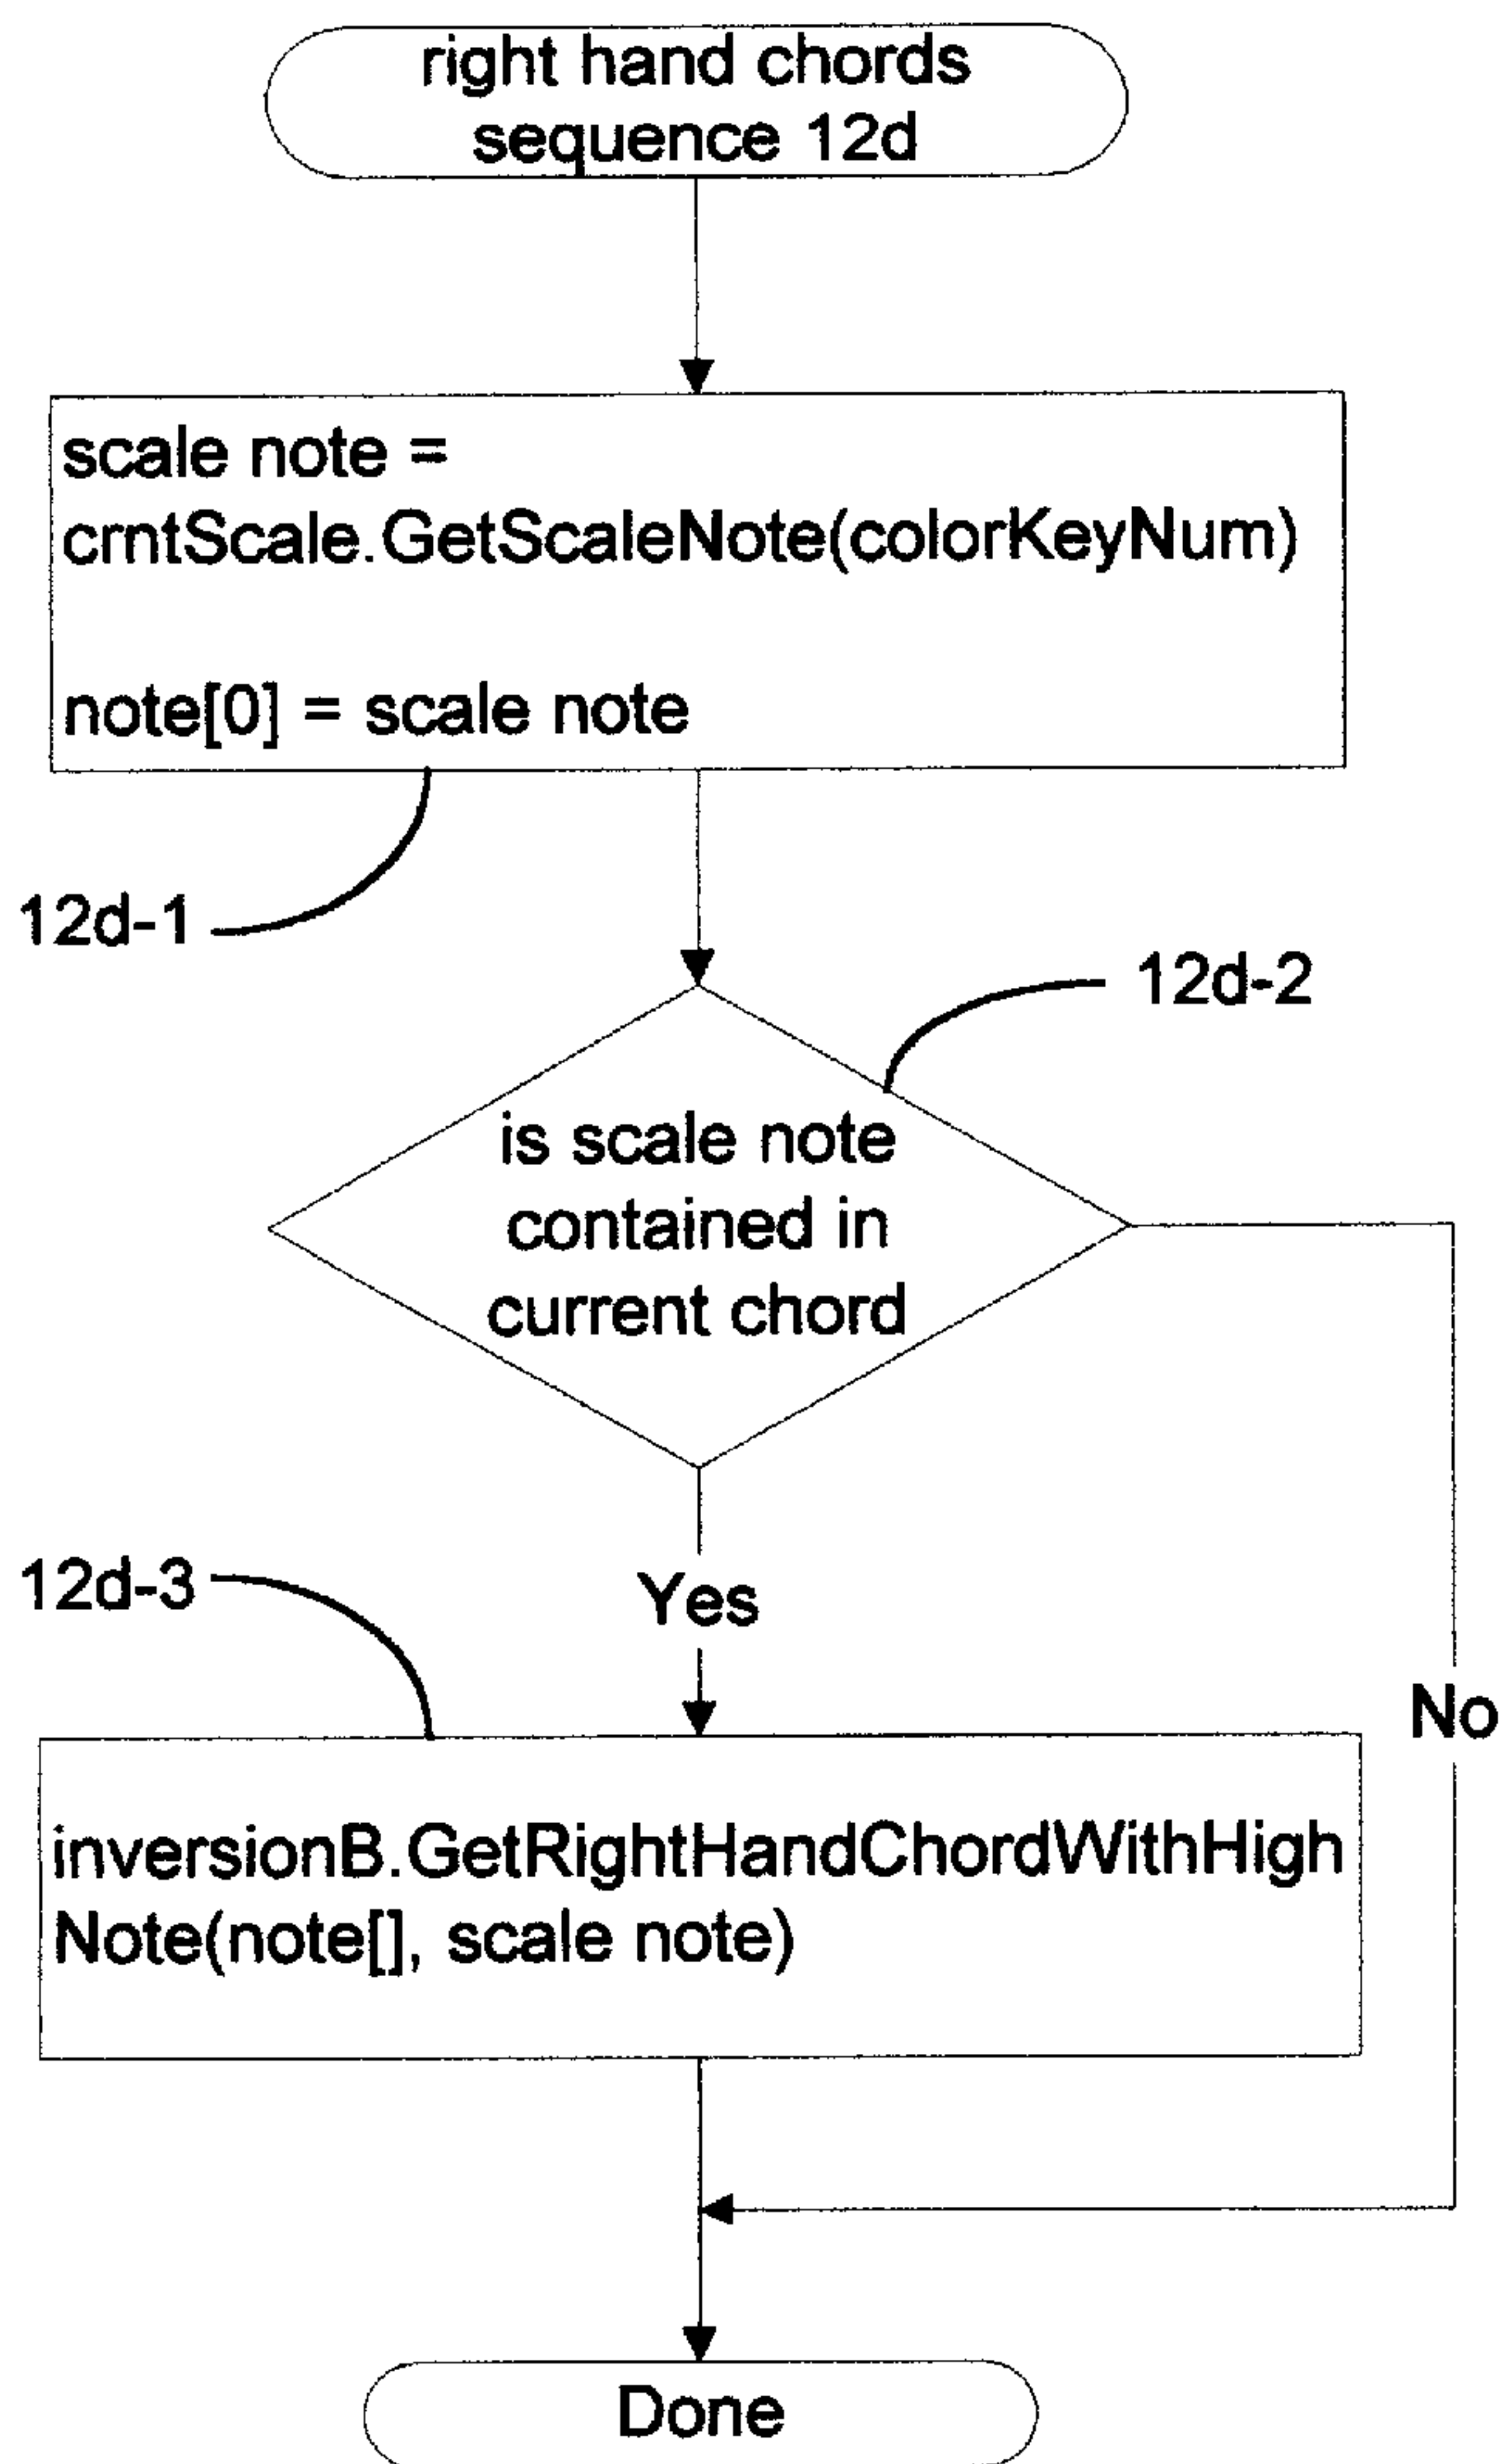 right hand chords
sequence 12d
scale note =
crntScale.GetScaleNote(colorKeyNum)
note[0] = scale note
12d-1
12d-2
is scale note
contained in
current chord
12d-3
Yes
No
inversionB.GetRightHandChordWithHigh
Note(note[], scale note)
Done